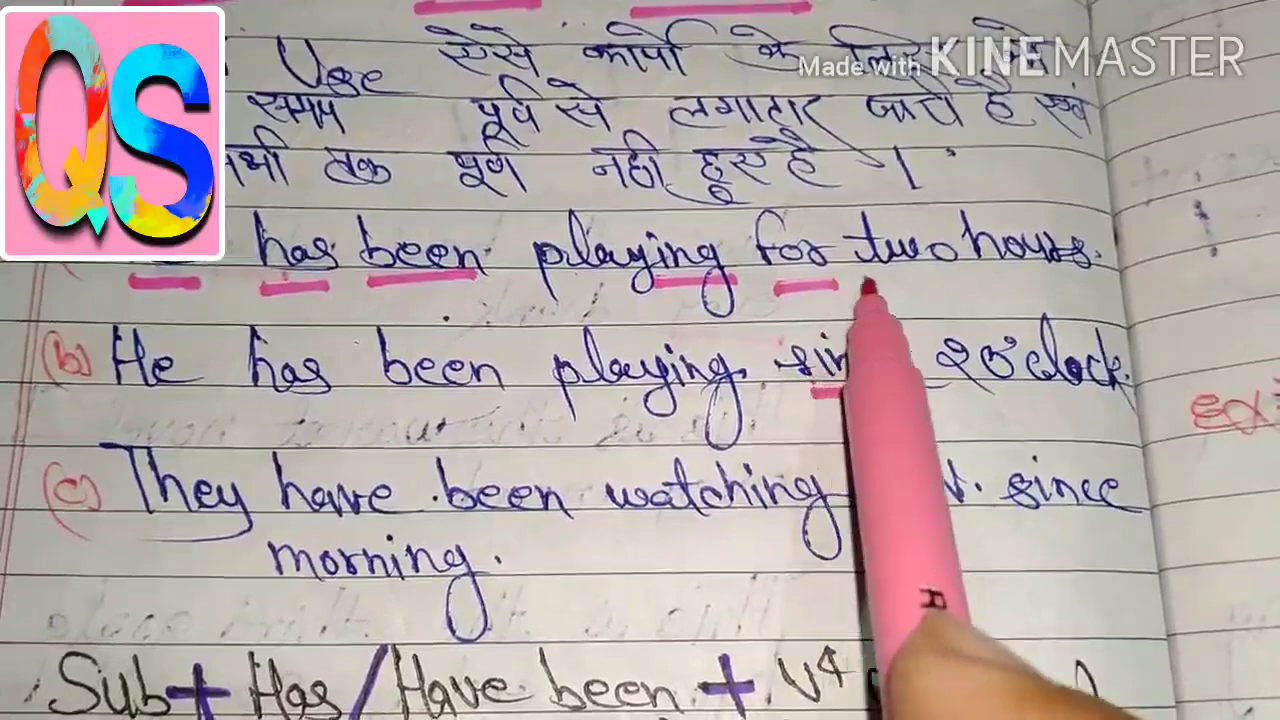 Made with KINEMASTER
QS
Use ऐसे कार्यो के लिए
समय पूर्व से लगातार जारी है एवं
अभी तक पूर्ण नही हुए है ।
has been playing for two hours.
(b) He has been playing since 2 o'clock.
Ex:
(c) They have been watching T.V. since
morning.
Sub + Has/Have been + V4